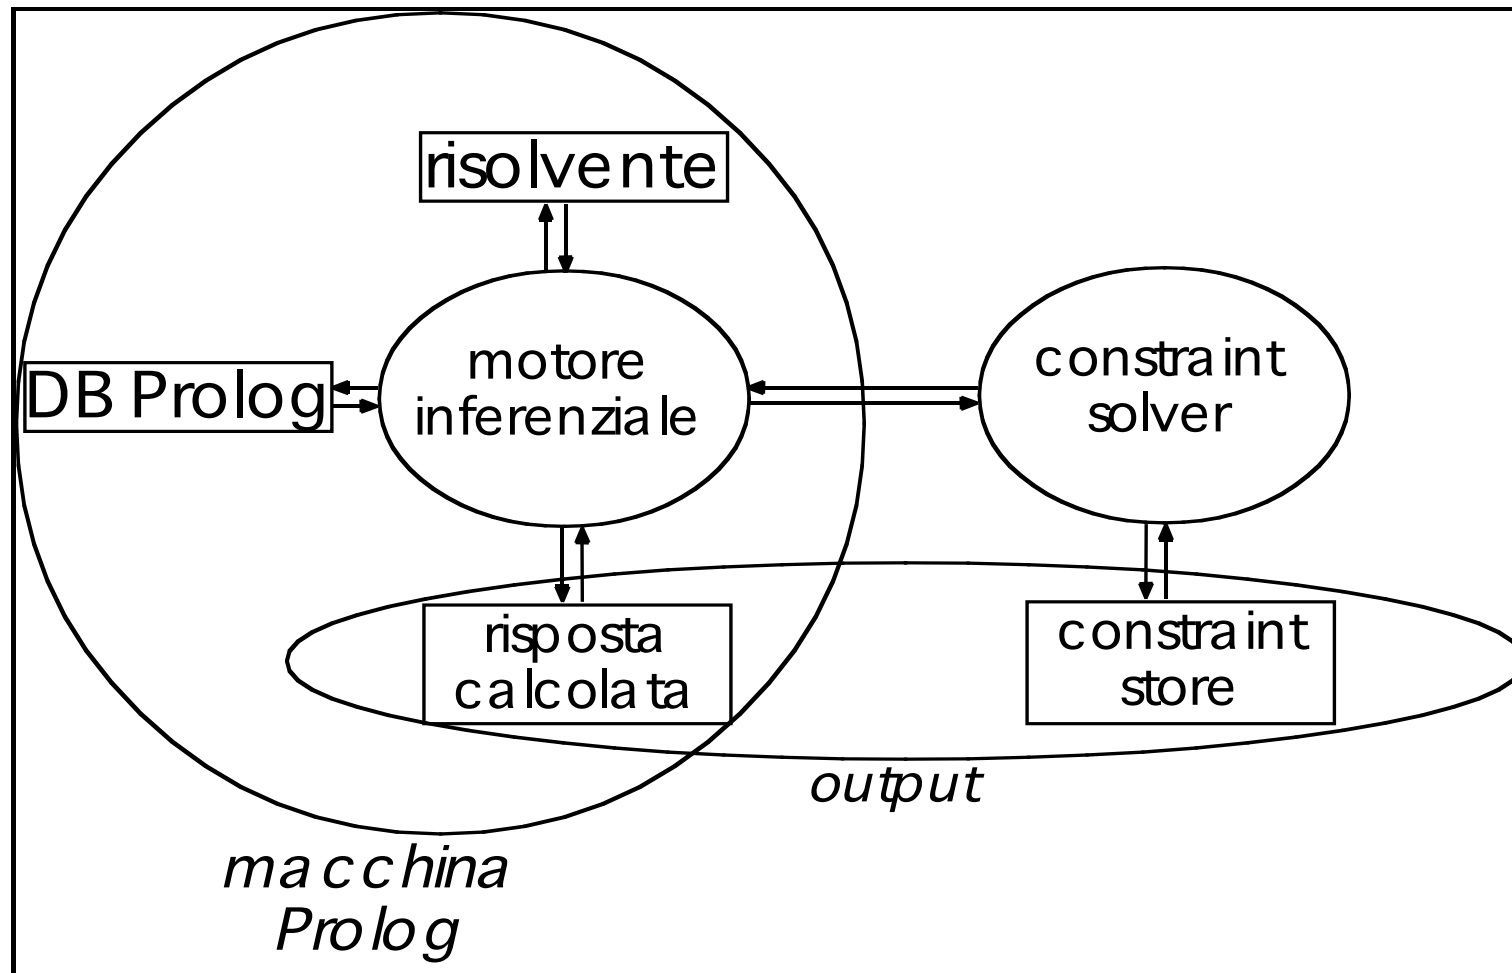 risolvente
motore
inferenziale
DB Prolog
constraint
solver
risposta
calcolata
constraint
store
output
macchina
Prolog